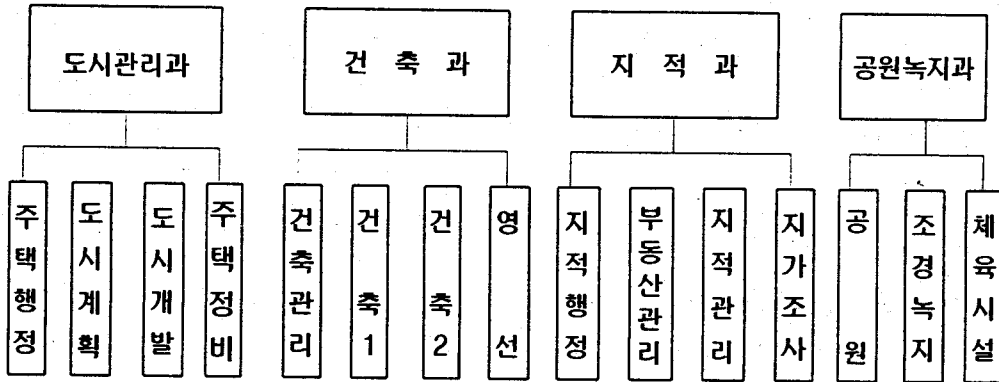 도시관리과
건 축 과
지 적 과
공원녹지과
주택행정
도시계획
도시개발
주택정비
건축관리
건축1
건축2
영선
지적행정
부동산관리
지적관리
지가조사
공원
조경녹지
체육시설